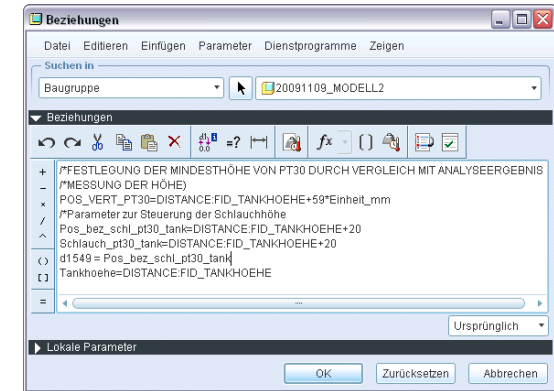 Beziehungen
Datei Editieren Einfügen Parameter Dienstprogramme Zeigen
Suchen in
Baugruppe
20091109_MODELL2
Beziehungen
=?
fx
( )
+
-
×
/
^
( )
[ ]
=
/*FESTLEGUNG DER MINDESTHÖHE VON PT30 DURCH VERGLEICH MIT ANALYSEERGEBNIS
/*MESSUNG DER HÖHE)
POS_VERT_PT30=DISTANCE:FID_TANKHOEHE+59*Einheit_mm
/*Parameter zur Steuerung der Schlauchhöhe
Pos_bez_schl_pt30_tank=DISTANCE:FID_TANKHOEHE+20
Schlauch_pt30_tank=DISTANCE:FID_TANKHOEHE+20
d1549 = Pos_bez_schl_pt30_tank
Tankhoehe=DISTANCE:FID_TANKHOEHE
Ursprünglich
Lokale Parameter
OK Zurücksetzen Abbrechen